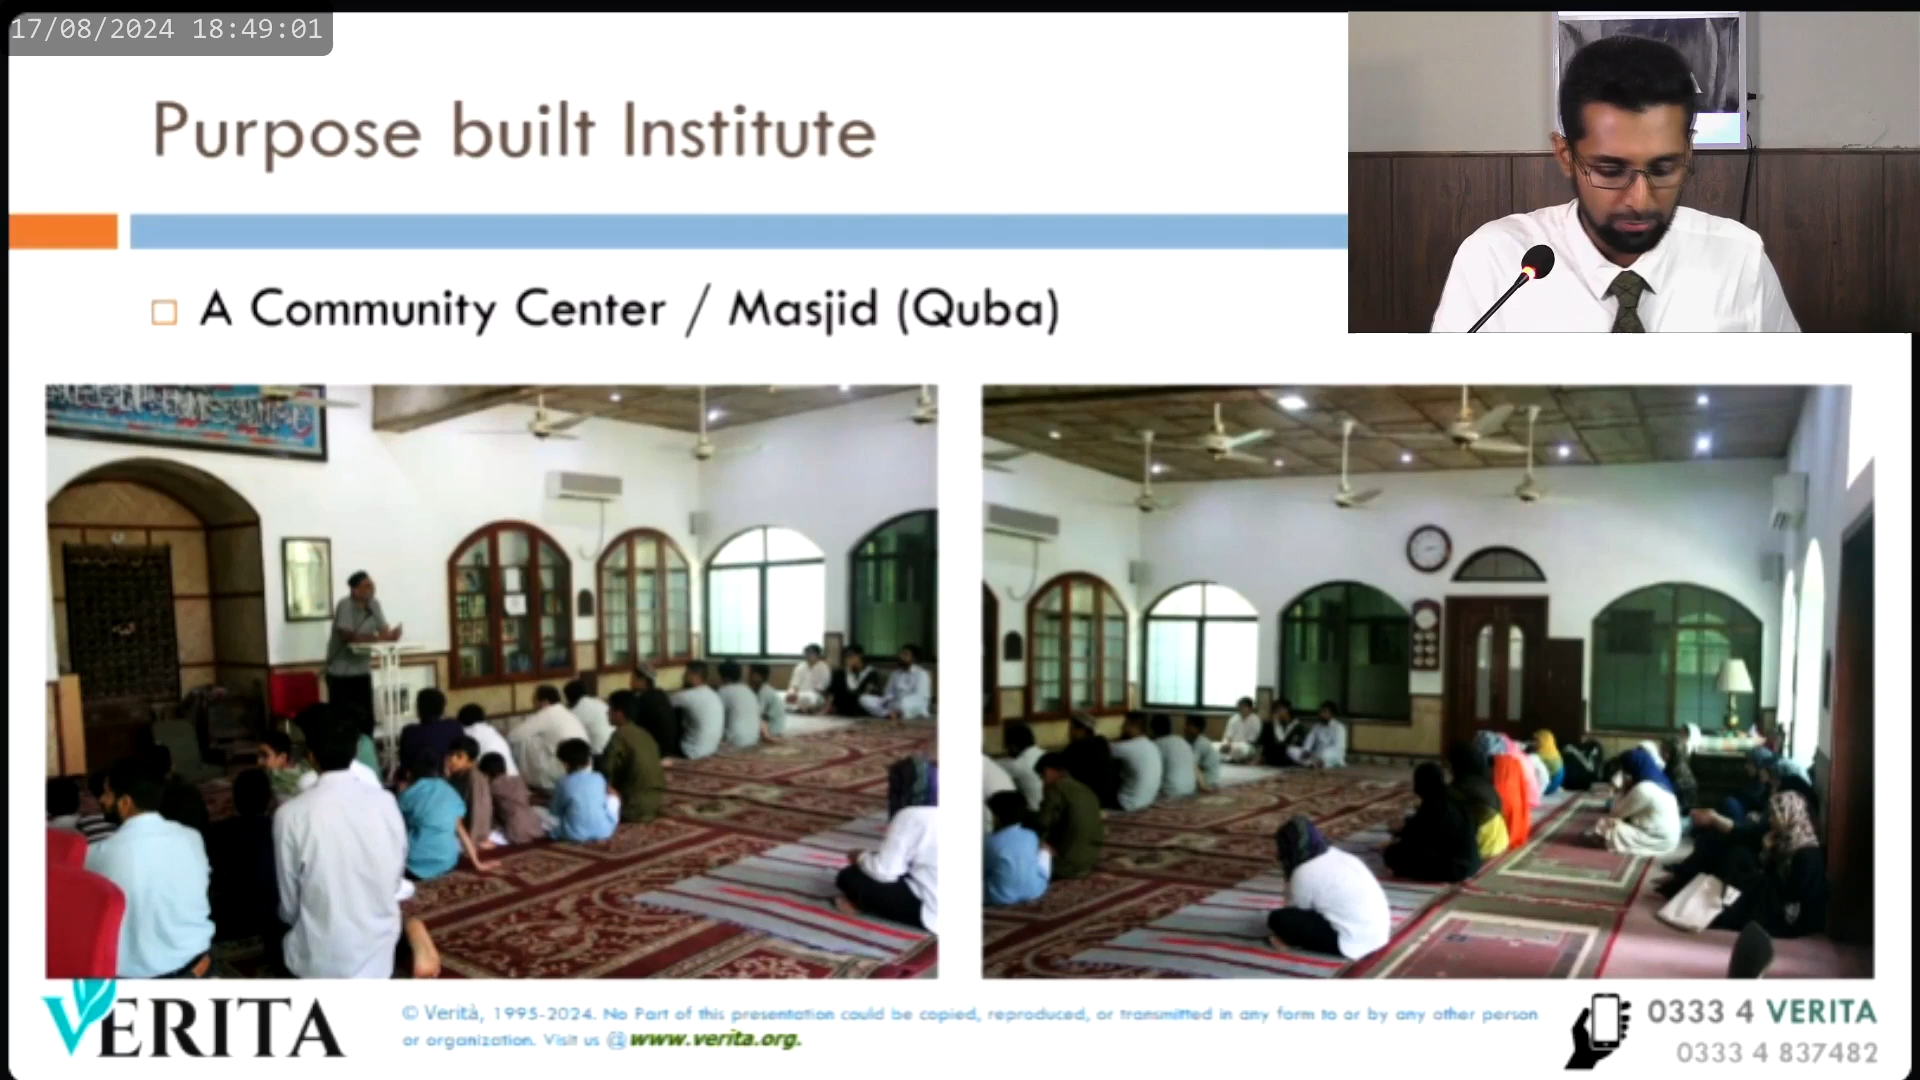 17/08/2024 18:49:01
Purpose built Institute
A Community Center / Masjid (Quba)
VERITA
© Verità, 1995-2024. No Part of this presentation could be copied, reproduced, or transmitted in any form to or by any other person
or organization. Visit us @www.verita.org.
0333 4 VERITA
0333 4 837482